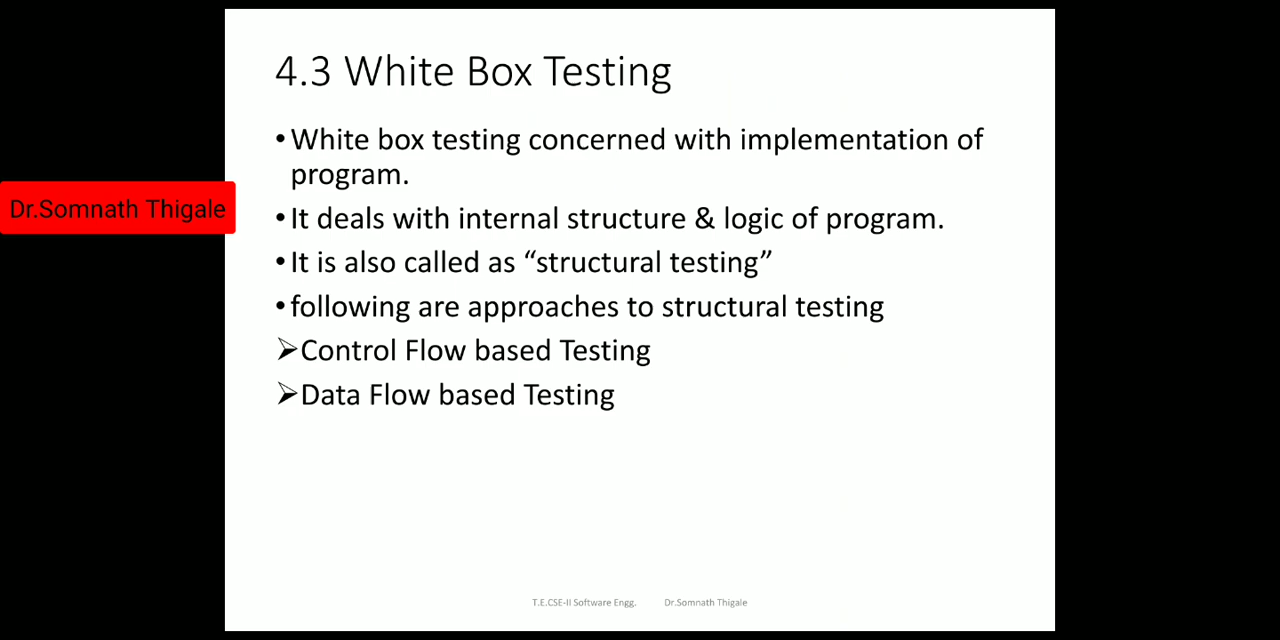 4.3 White Box Testing
•White box testing concerned with implementation of
program.
Dr.Somnath Thigale
•It deals with internal structure & logic of program.
•It is also called as “structural testing”
•following are approaches to structural testing
➢Control Flow based Testing
➢Data Flow based Testing
T.E.CSE-II Software Engg. Dr.Somnath Thigale